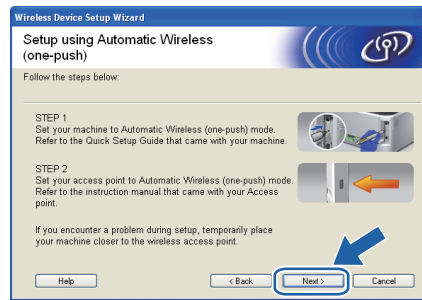 Wireless Device Setup Wizard
Setup using Automatic Wireless
(one-push)
Follow the steps below:
STEP 1
Set your machine to Automatic Wireless (one-push) mode.
Refer to the Quick Setup Guide that came with your machine.
STEP 2
Set your access point to Automatic Wireless (one-push) mode.
Refer to the instruction manual that came with your Access
point.
If you encounter a problem during setup, temporarily place
your machine closer to the wireless access point.
Help
< Back
Next >
Cancel